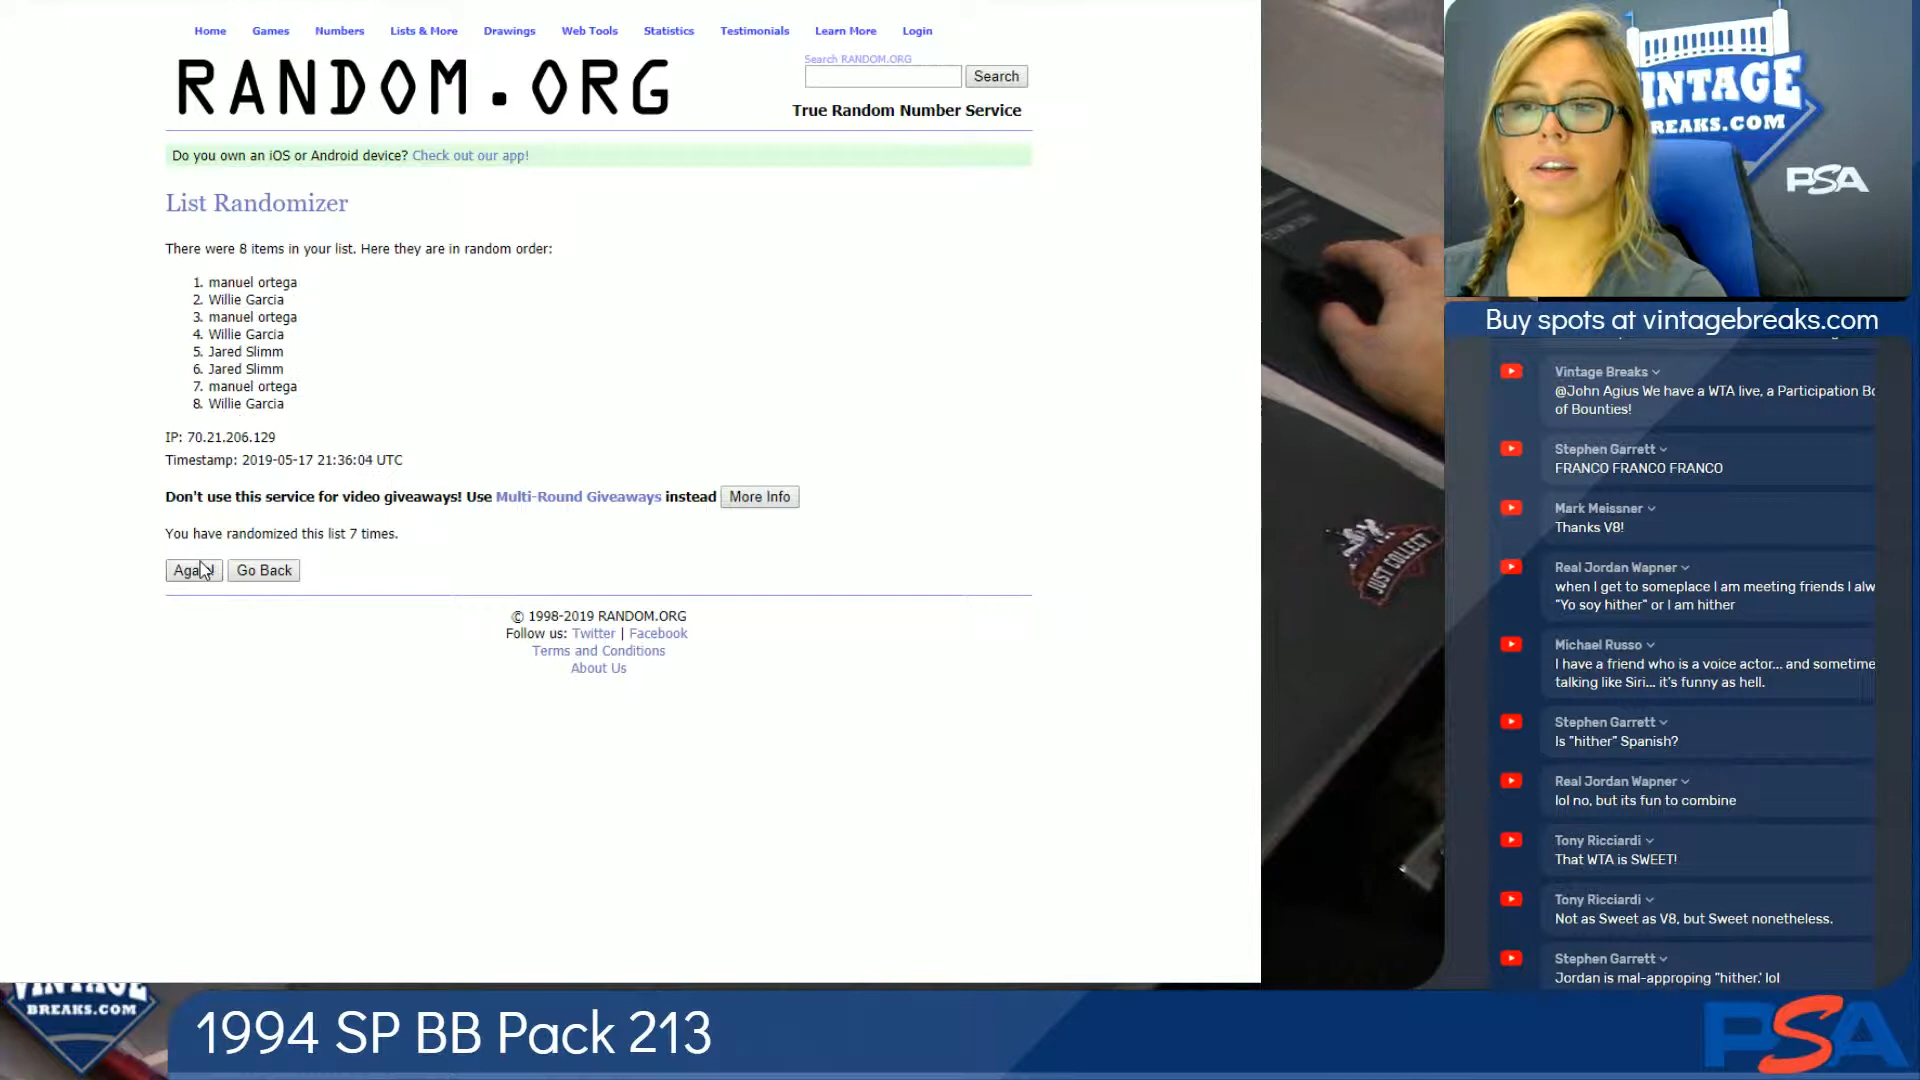 Home Games Numbers Lists & More Drawings Web Tools Statistics Testimonials Learn More Login
RANDOM.ORG
Search RANDOM.ORG
Search
True Random Number Service
Do you own an iOS or Android device? Check out our app!
List Randomizer
There were 8 items in your list. Here they are in random order:
1. manuel ortega
2. Willie Garcia
3. manuel ortega
4. Willie Garcia
5. Jared Slimm
6. Jared Slimm
7. manuel ortega
8. Willie Garcia
IP: 70.21.206.129
Timestamp: 2019-05-17 21:36:04 UTC
Don't use this service for video giveaways! Use Multi-Round Giveaways instead More Info
You have randomized this list 7 times.
Go Back
© 1998-2019 RANDOM.ORG
Follow us: Twitter | Facebook
Terms and Conditions
About Us
JUST COLLECT
VINTAGE
BREAKS.COM
PSA
Buy spots at vintagebreaks.com
Vintage Breaks
@John Agius We have a WTA live, a Participation
of Bounties!
Stephen Garrett
FRANCO FRANCO FRANCO
Mark Meissner
Thanks V8!
Real Jordan Wapner
when I get to someplace I am meeting friends I
"Yo soy hither" or I am hither
Michael Russo
I have a friend who is a voice actor... and sometime
talking like Siri... it's funny as hell.
Stephen Garrett
Is "hither" Spanish?
Real Jordan Wapner
lol no, but its fun to combine
Tony Ricciardi
That WTA is SWEET!
Tony Ricciardi
Not as Sweet as V8, but Sweet nonetheless.
Stephen Garrett
Jordan is mal-approping "hither.' lol
VINTAGE
BREAKS.COM
1994 SP BB Pack 213
PSA